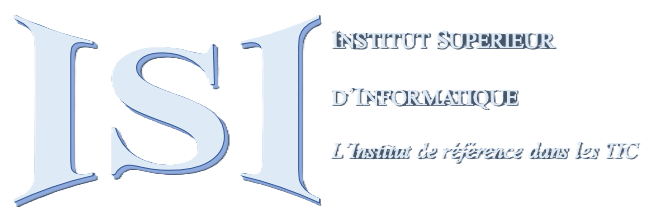 ISI
INSTITUT SUPERIEUR
D'INFORMATIQUE
L'Institut de référence dans les TIC